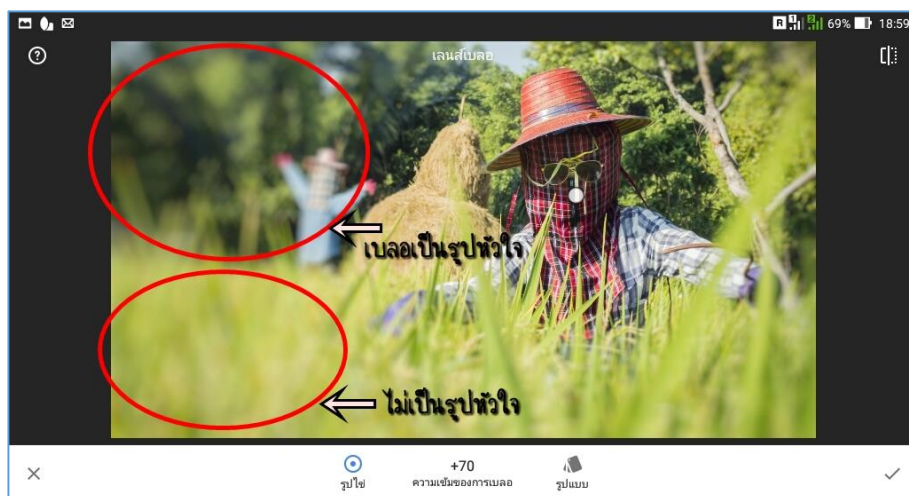 R 1 2 69% 18:59
เลนส์เบลอ
เบลอเป็นรูปหัวใจ
ไม่เป็นรูปหัวใจ
+70
รูปไข่ ความเข้มของการเบลอ รูปแบบ